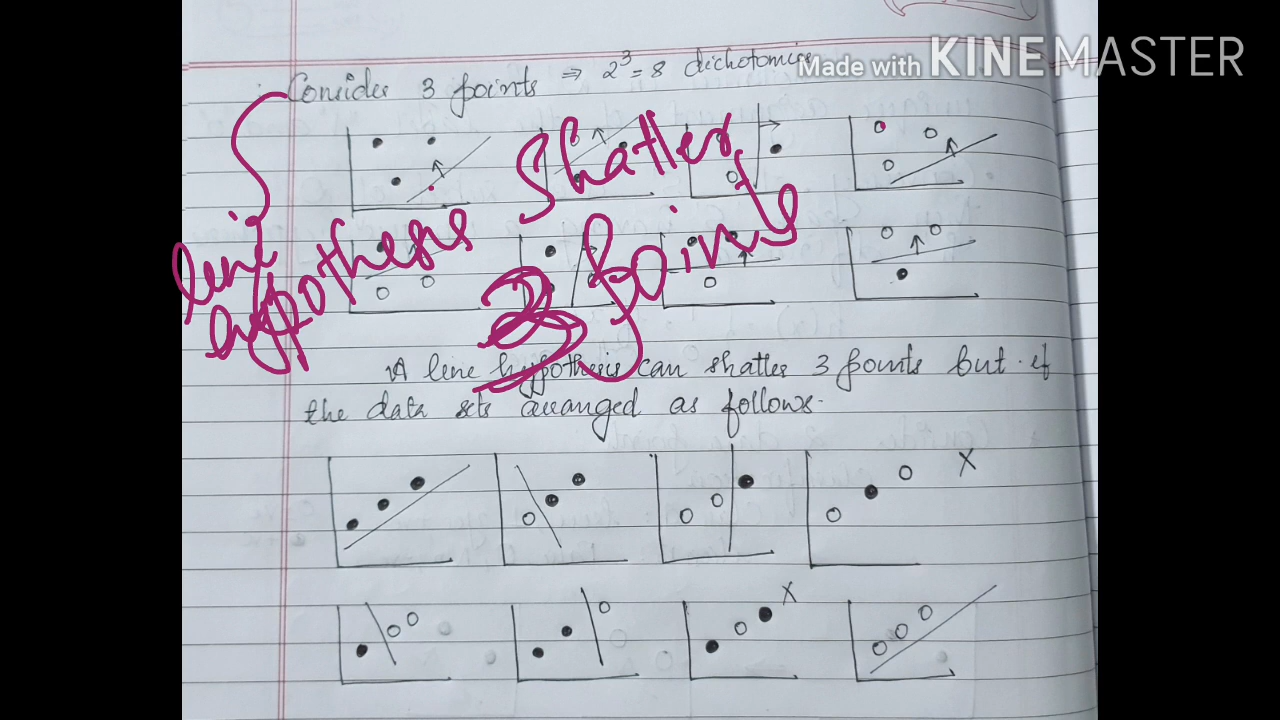 Made with KINEMASTER
Consider 3 points ⇒ 2³ = 8 dichotomies
line hypothesis shatter 3 points
A line hypothesis can shatter 3 points but if
the data sets arranged as follows.
X
X